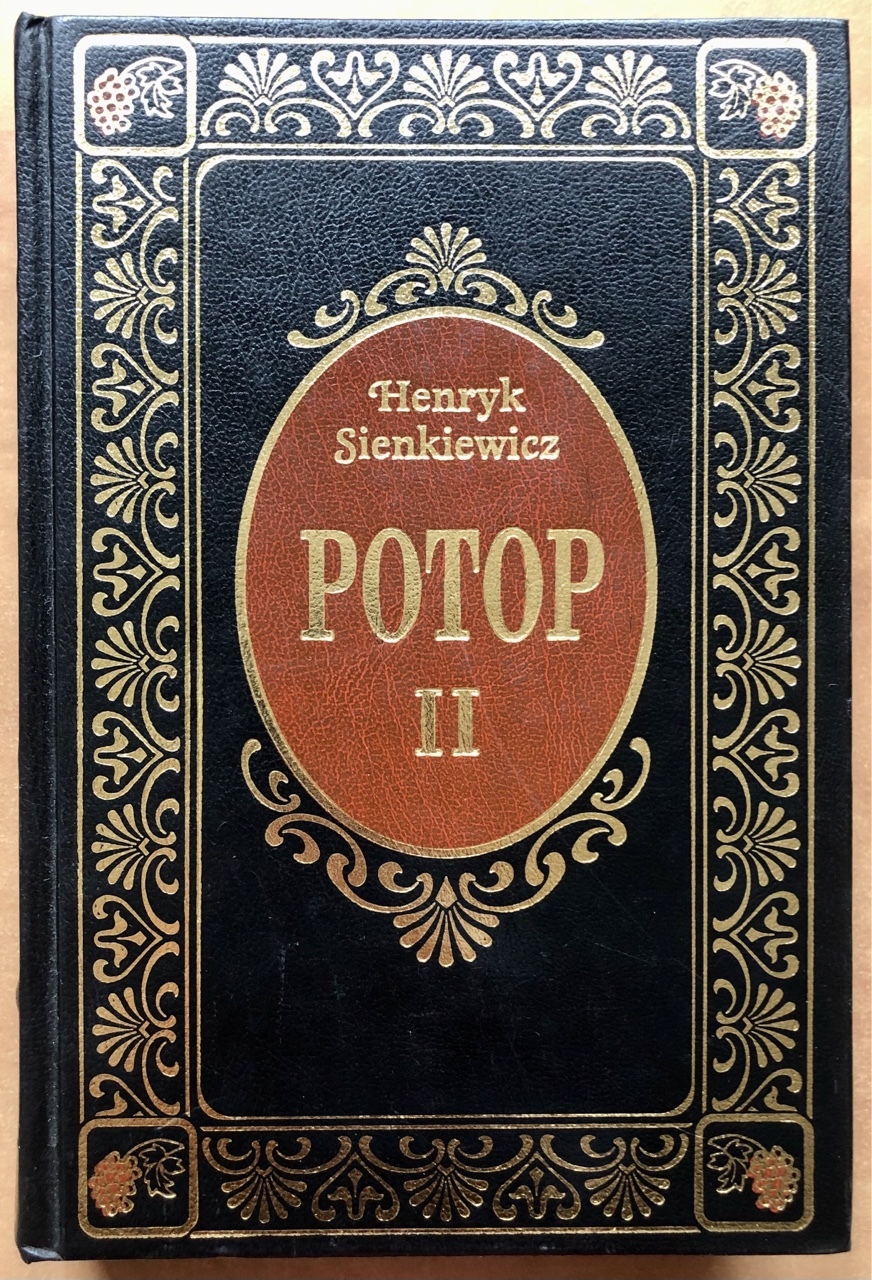 Henryk
Sienkiewicz
POTOP
II